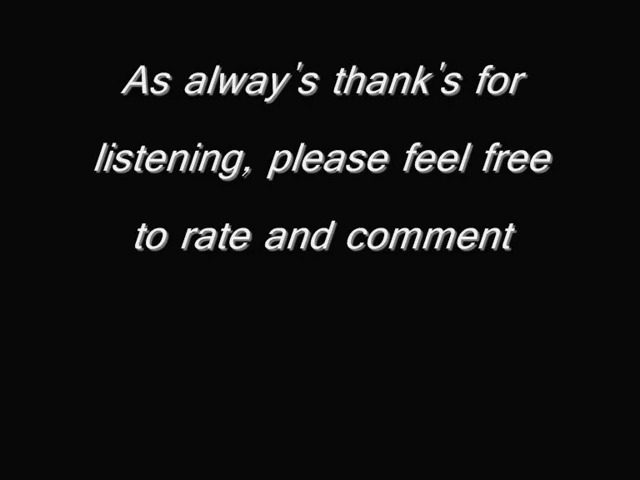 As alway's thank's for
listening, please feel free
to rate and comment